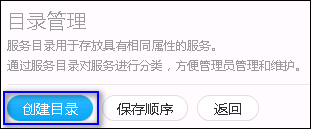 目录管理
服务目录用于存放具有相同属性的服务。
通过服务目录对服务进行分类，方便管理员管理和维护。
创建目录 保存顺序 返回